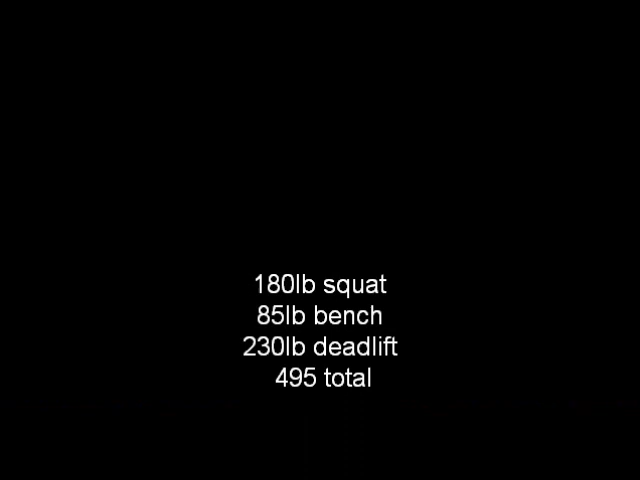 180lb squat
85lb bench
230lb deadlift
495 total